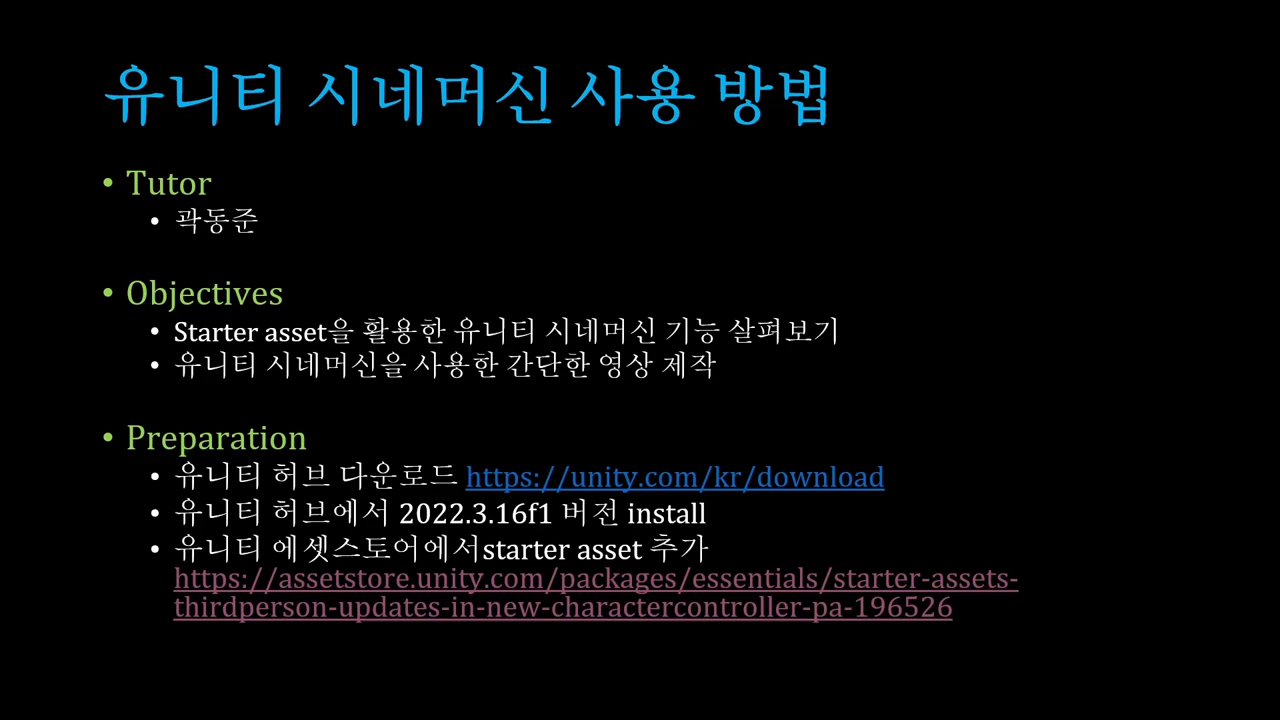 유니티 시네머신 사용 방법
• Tutor
• 곽동준
• Objectives
• Starter asset을 활용한 유니티 시네머신 기능 살펴보기
• 유니티 시네머신을 사용한 간단한 영상 제작
• Preparation
• 유니티 허브 다운로드 https://unity.com/kr/download
• 유니티 허브에서 2022.3.16f1 버전 install
• 유니티 에셋스토어에서starter asset 추가
https://assetstore.unity.com/packages/essentials/starter-assets-
thirdperson-updates-in-new-charactercontroller-pa-196526